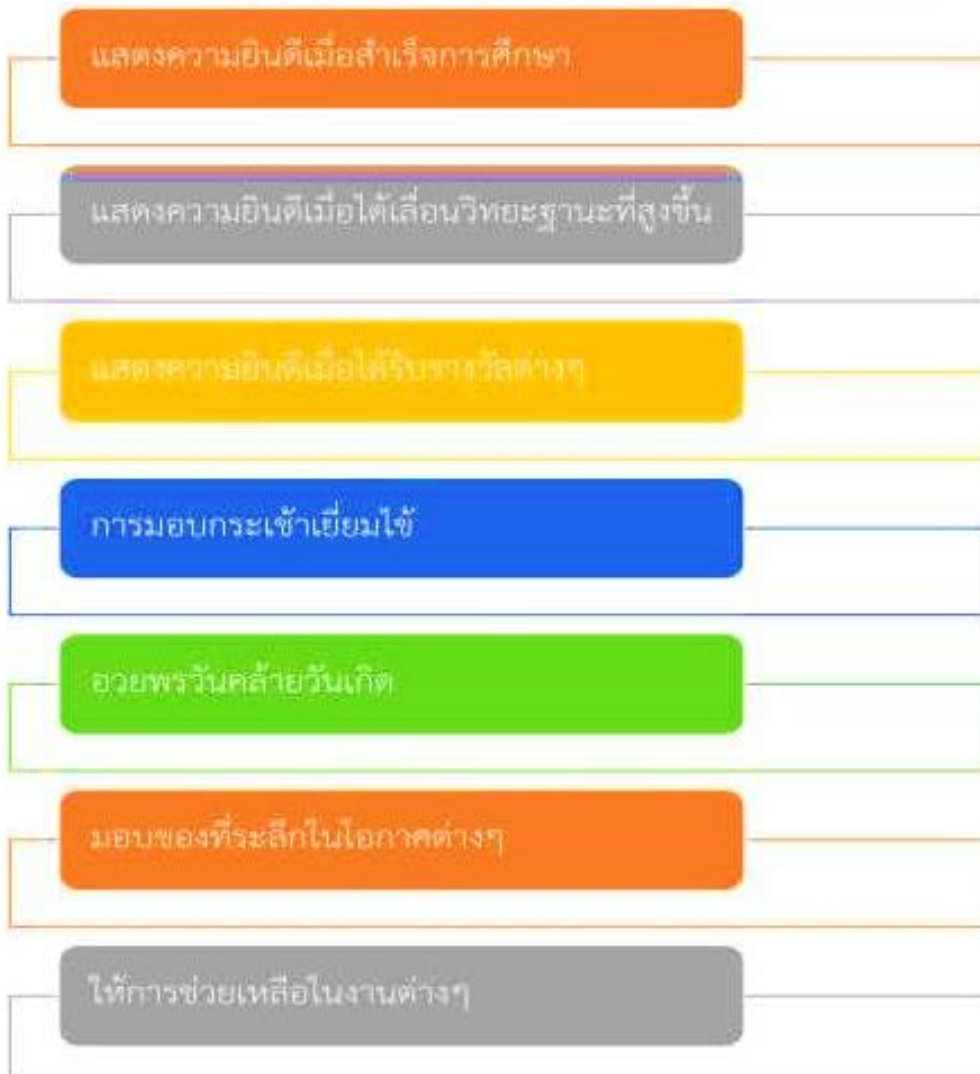 แสดงความยินดีเมื่อสำเร็จการศึกษา
แสดงความยินดีเมื่อได้เลื่อนวิทยะฐานะที่สูงขึ้น
แสดงความยินดีเมื่อได้รับรางวัลต่างๆ
การมอบกระเช้าเยี่ยมไข้
อวยพรวันคล้ายวันเกิด
มอบของที่ระลึกในโอกาศต่างๆ
ให้การช่วยเหลือในงานต่างๆ